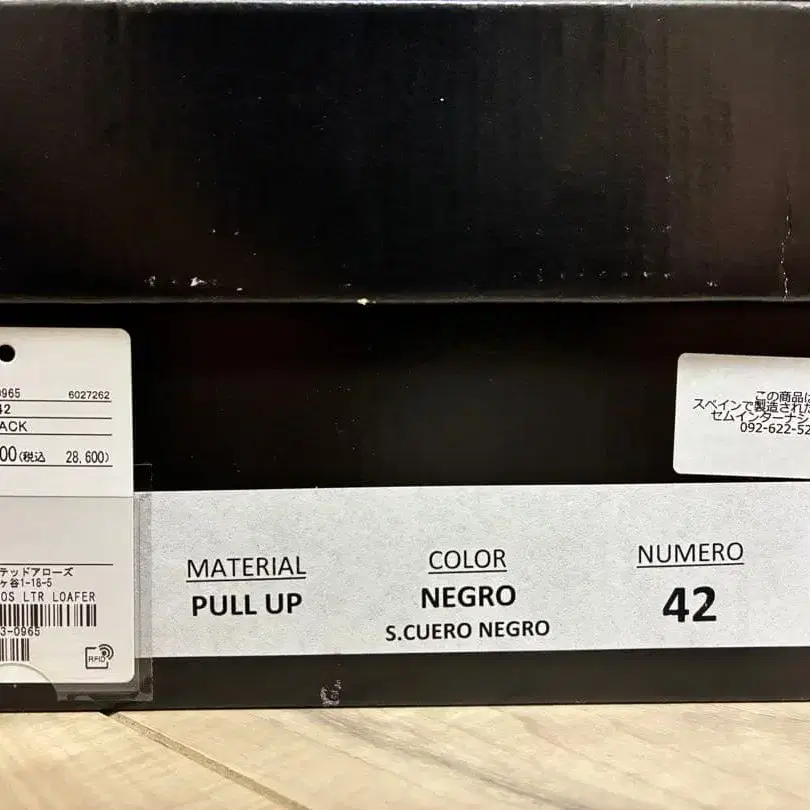 0965 6027262
42
ACK
00(税込 28,600)
テッドアローズ
ヶ谷1-18-5
OS LTR LOAFER
3-0965
RFID
この商品は
スペインで製造された
セムインターナシ
092-622-52
MATERIAL
PULL UP
COLOR
NEGRO
S.CUERO NEGRO
NUMERO
42